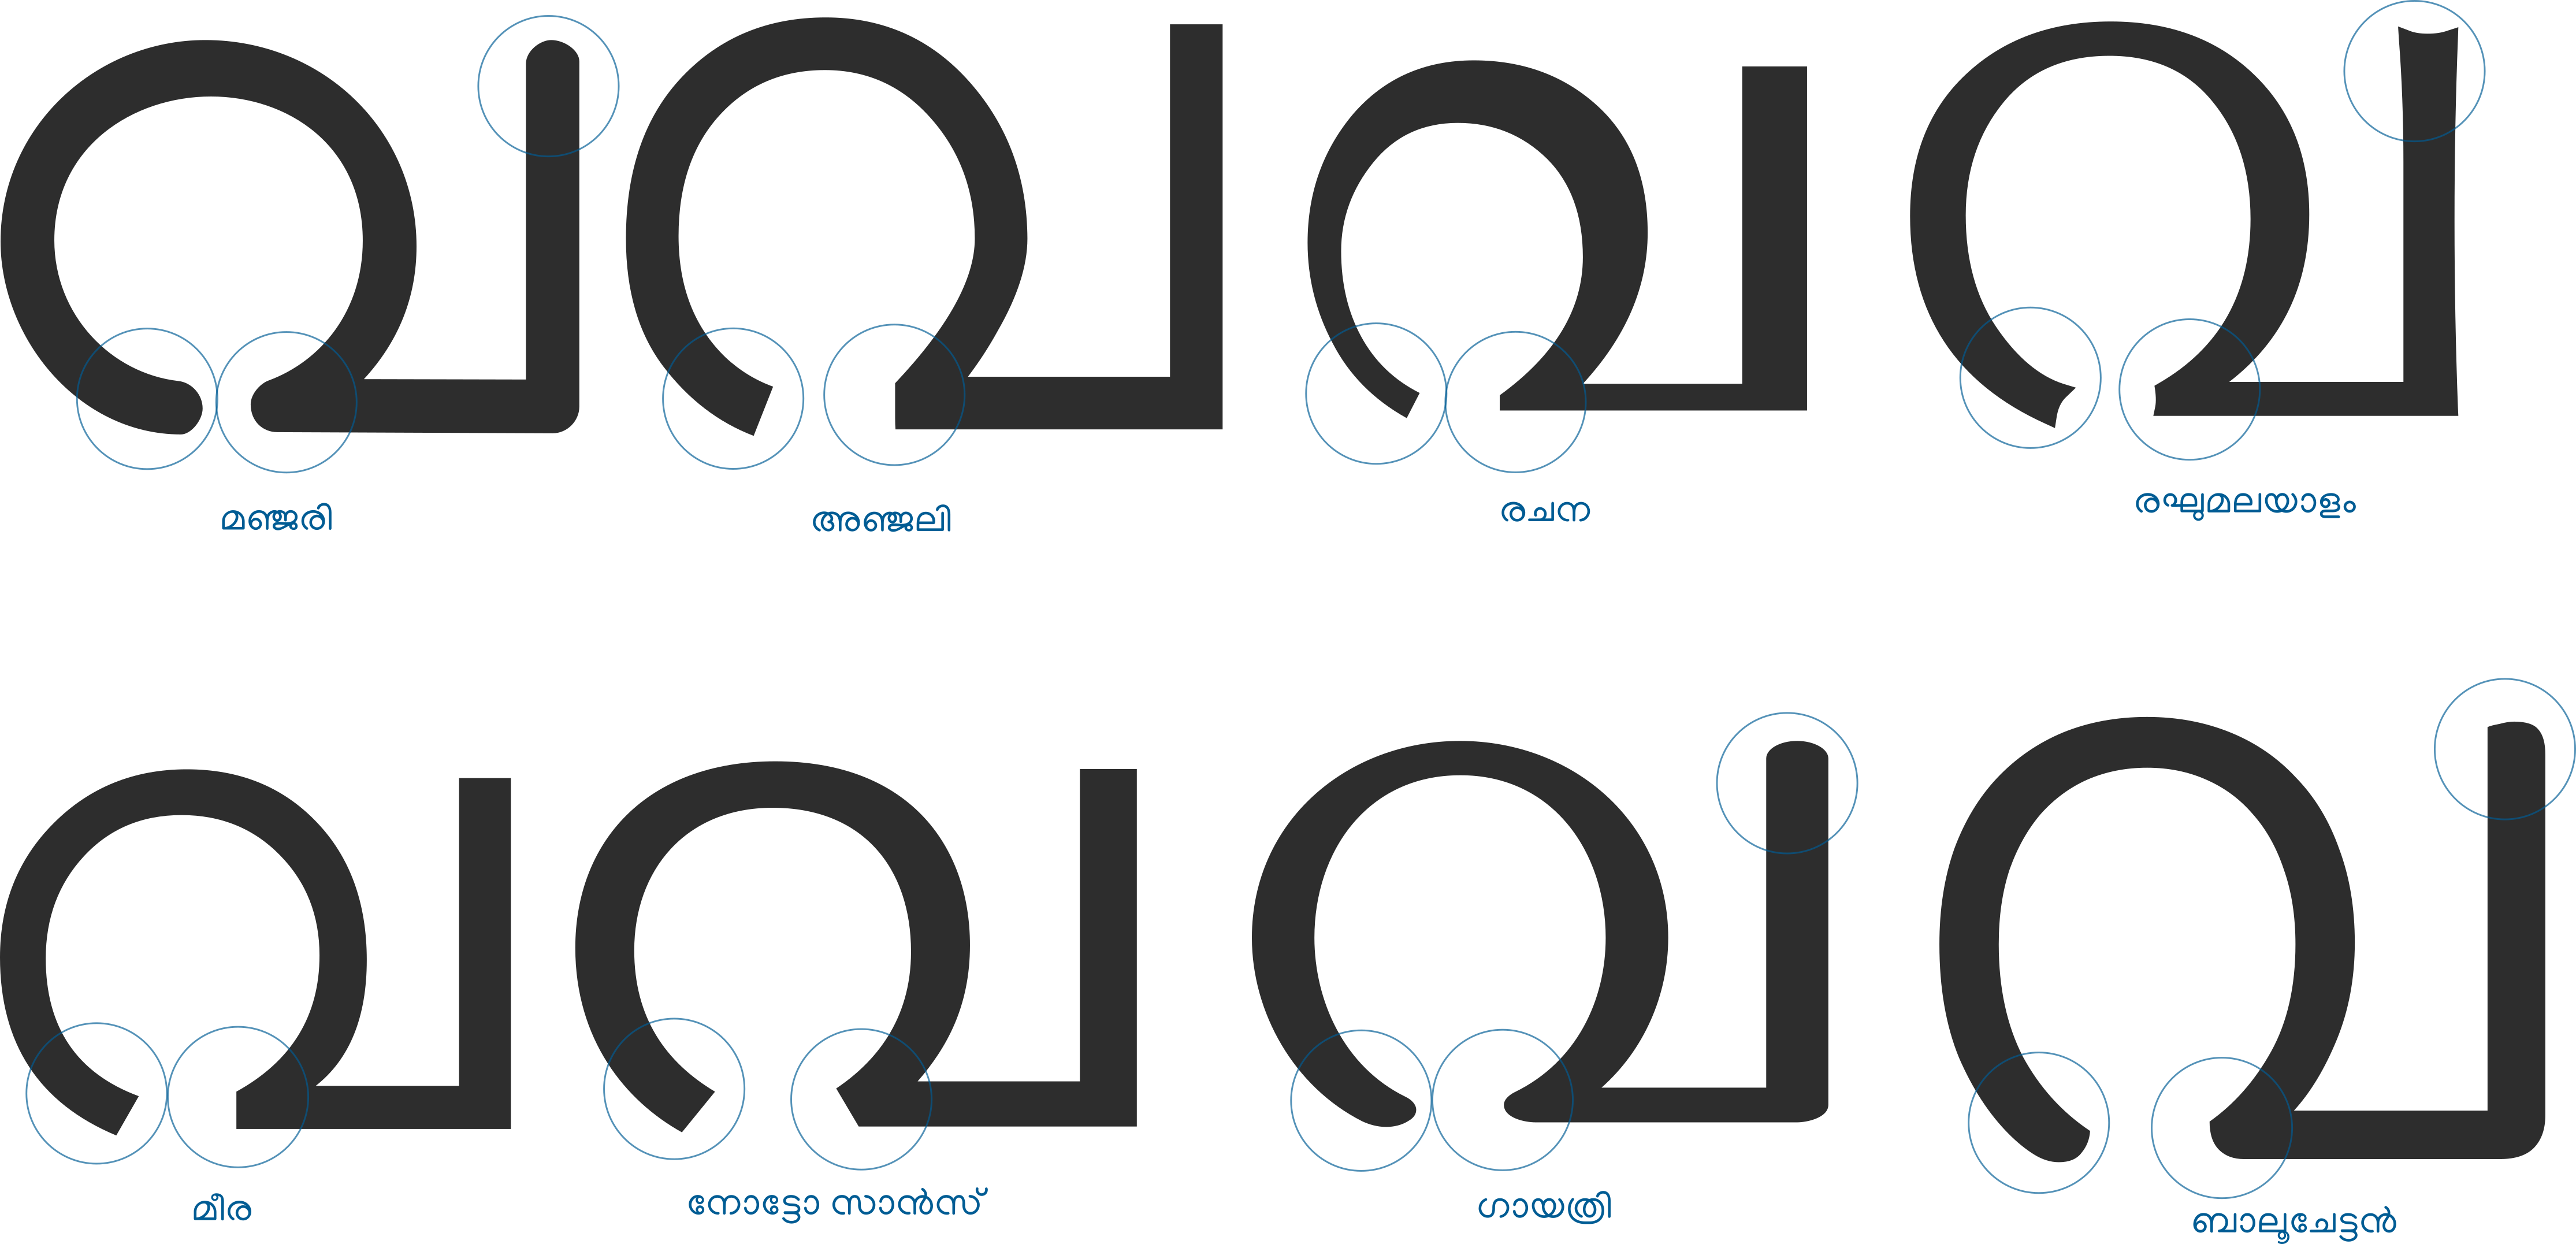 വ വ വ വ
മഞ്ജരി അഞ്ജലി രചന രഘുമലയാളം
വ വ വ വ
മീര നോട്ടോ സാൻസ് ഗായത്രി ബാലൂചേട്ടൻ